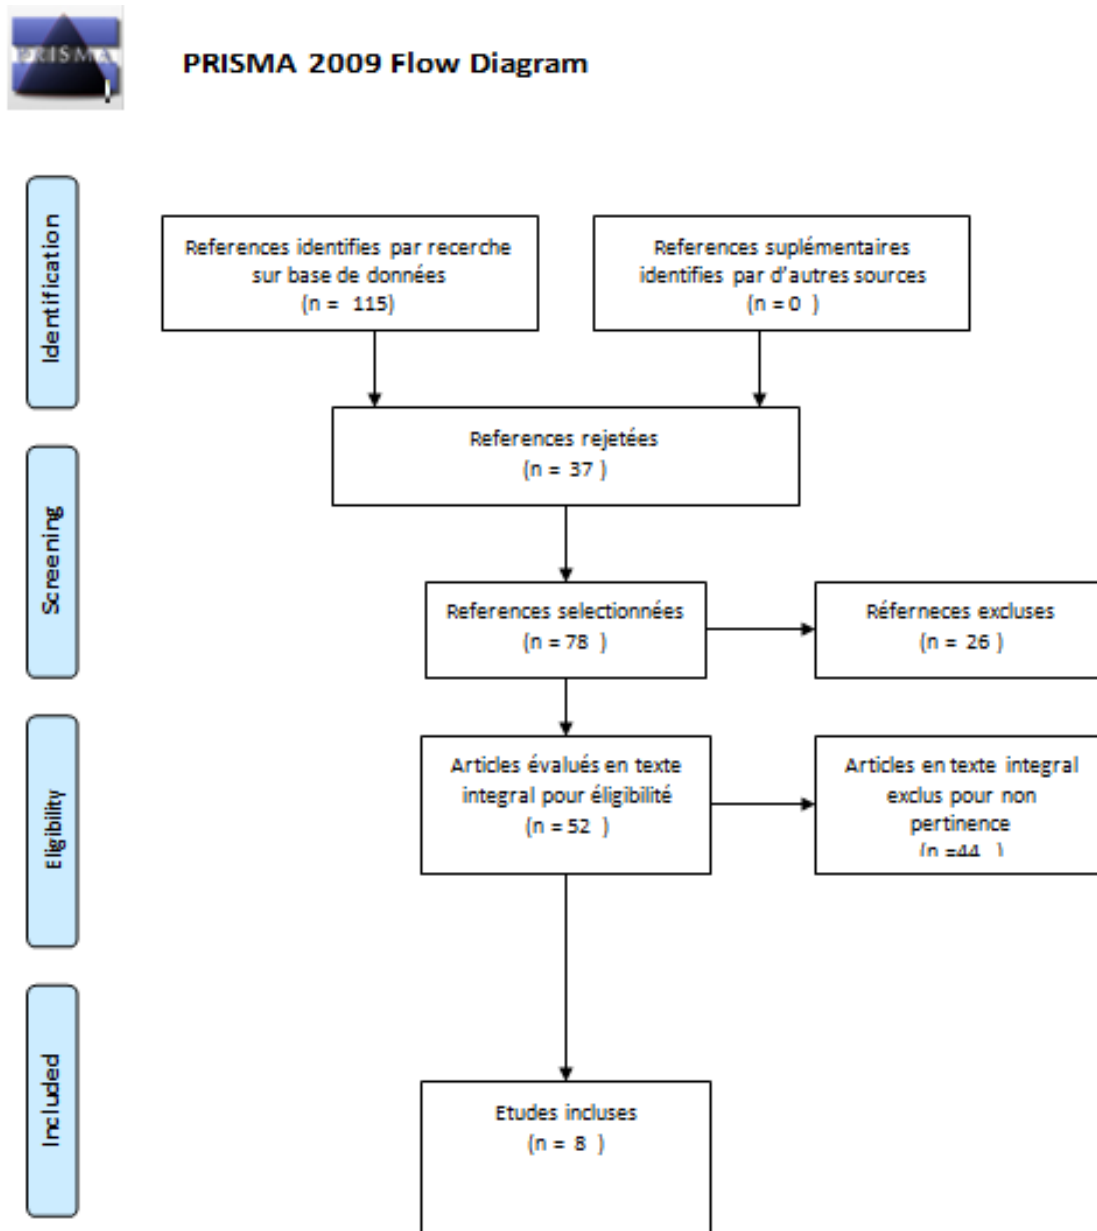 PRISMA
PRISMA 2009 Flow Diagram
Identification
References identifies par recerche
sur base de données
(n = 115)
References suplémentaires
identifies par d'autres sources
(n = 0 )
References rejetées
(n = 37 )
Screening
References selectionnées
(n = 78 )
Réferneces excluses
(n = 26 )
Eligibility
Articles évalués en texte
integral pour éligibilité
(n = 52 )
Articles en texte integral
exclus pour non
pertinence
(n =44 )
Included
Etudes incluses
(n = 8 )